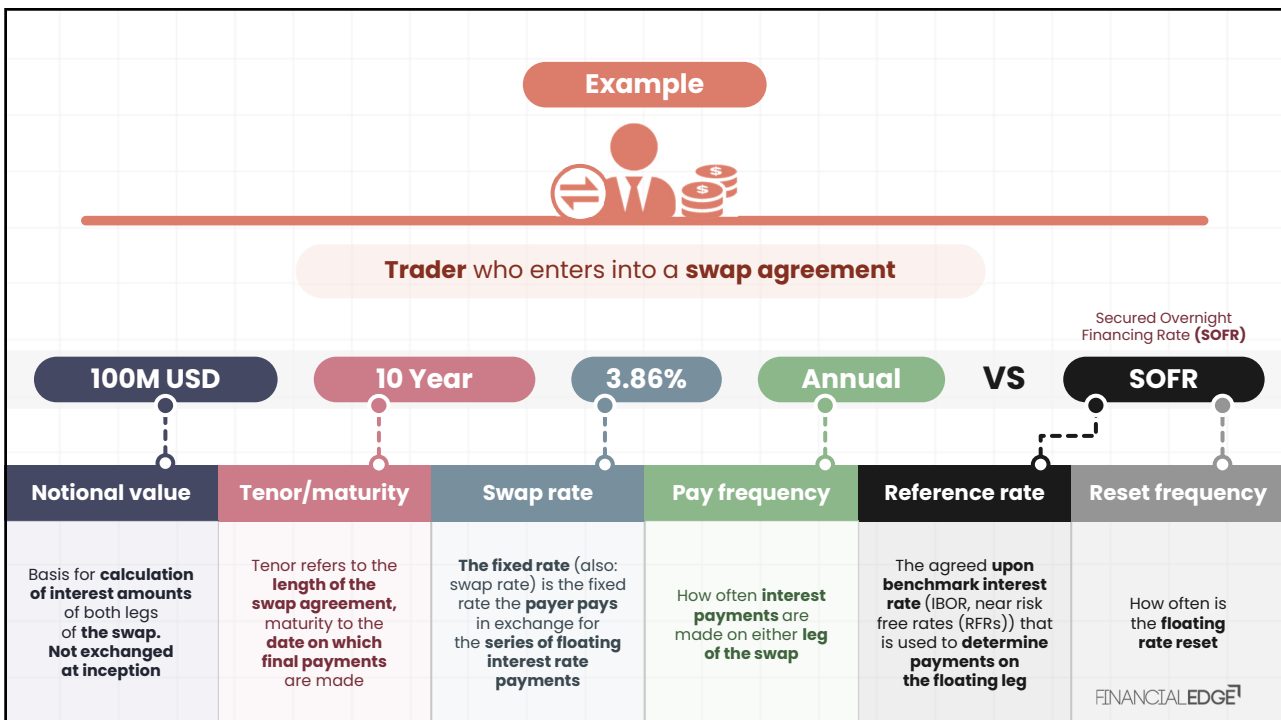 Example
$
$
Trader who enters into a swap agreement
Secured Overnight
Financing Rate (SOFR)
100M USD
10 Year
3.86%
Annual
VS
SOFR
Notional value
Tenor/maturity
Swap rate
Pay frequency
Reference rate
Reset frequency
Basis for calculation
of interest amounts
of both legs
of the swap.
Not exchanged
at inception
Tenor refers to the
length of the
swap agreement,
maturity to the
date on which
final payments
are made
The fixed rate (also:
swap rate) is the fixed
rate the payer pays
in exchange for
the series of floating
interest rate
payments
How often interest
payments are
made on either leg
of the swap
The agreed upon
benchmark interest
rate (IBOR, near risk
free rates (RFRs)) that
is used to determine
payments on
the floating leg
How often is
the floating
rate reset
FINANCIALEDGE